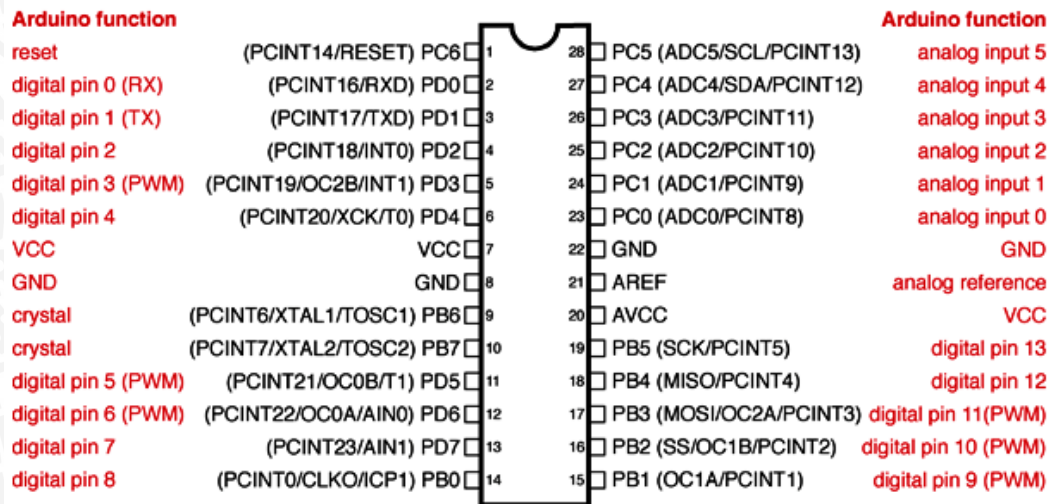 Arduino function Arduino function
reset (PCINT14/RESET) PC6 1 28 PC5 (ADC5/SCL/PCINT13) analog input 5
digital pin 0 (RX) (PCINT16/RXD) PD0 2 27 PC4 (ADC4/SDA/PCINT12) analog input 4
digital pin 1 (TX) (PCINT17/TXD) PD1 3 26 PC3 (ADC3/PCINT11) analog input 3
digital pin 2 (PCINT18/INT0) PD2 4 25 PC2 (ADC2/PCINT10) analog input 2
digital pin 3 (PWM) (PCINT19/OC2B/INT1) PD3 5 24 PC1 (ADC1/PCINT9) analog input 1
digital pin 4 (PCINT20/XCK/T0) PD4 6 23 PC0 (ADC0/PCINT8) analog input 0
VCC VCC 7 22 GND GND
GND GND 8 21 AREF analog reference
crystal (PCINT6/XTAL1/TOSC1) PB6 9 20 AVCC VCC
crystal (PCINT7/XTAL2/TOSC2) PB7 10 19 PB5 (SCK/PCINT5) digital pin 13
digital pin 5 (PWM) (PCINT21/OC0B/T1) PD5 11 18 PB4 (MISO/PCINT4) digital pin 12
digital pin 6 (PWM) (PCINT22/OC0A/AIN0) PD6 12 17 PB3 (MOSI/OC2A/PCINT3) digital pin 11(PWM)
digital pin 7 (PCINT23/AIN1) PD7 13 16 PB2 (SS/OC1B/PCINT2) digital pin 10 (PWM)
digital pin 8 (PCINT0/CLKO/ICP1) PB0 14 15 PB1 (OC1A/PCINT1) digital pin 9 (PWM)